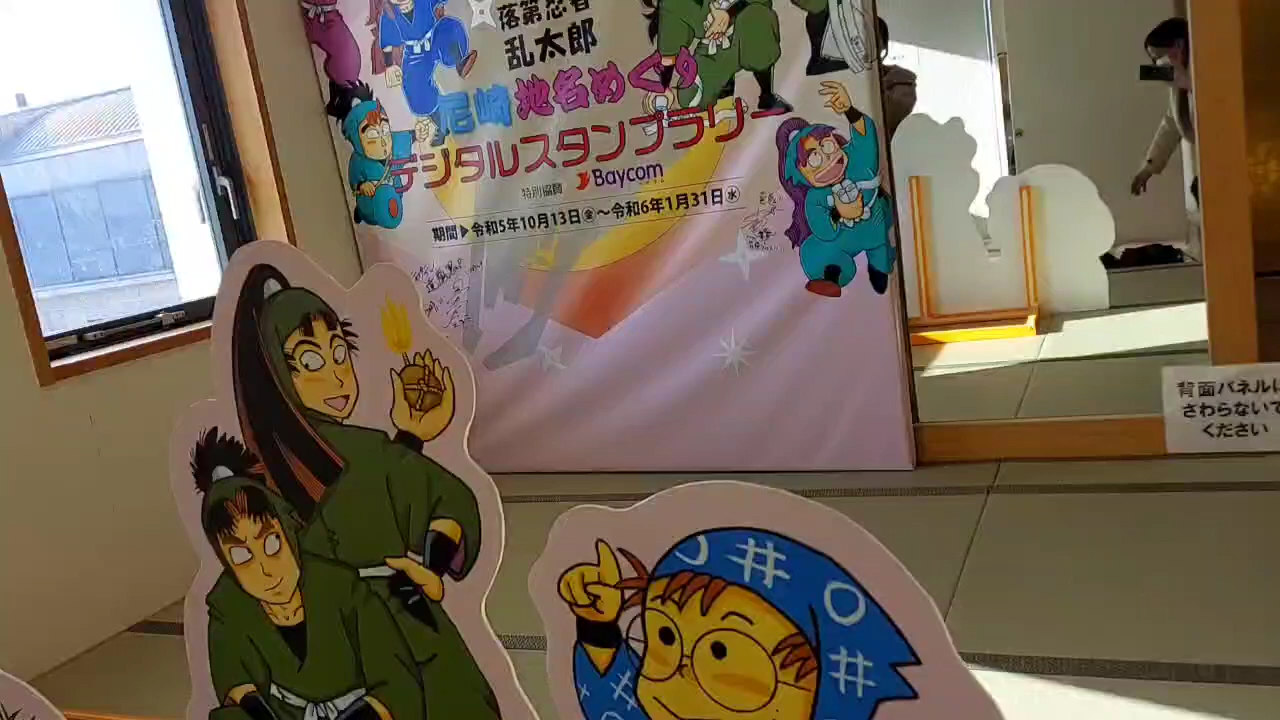 落第忍者
乱太郎
尼崎地名めぐり
デジタルスタンプラリー
特別協賛 Baycom
期間▶令和5年10月13日㊎～令和6年1月31日㊌
背面パネルに
さわらないで
ください